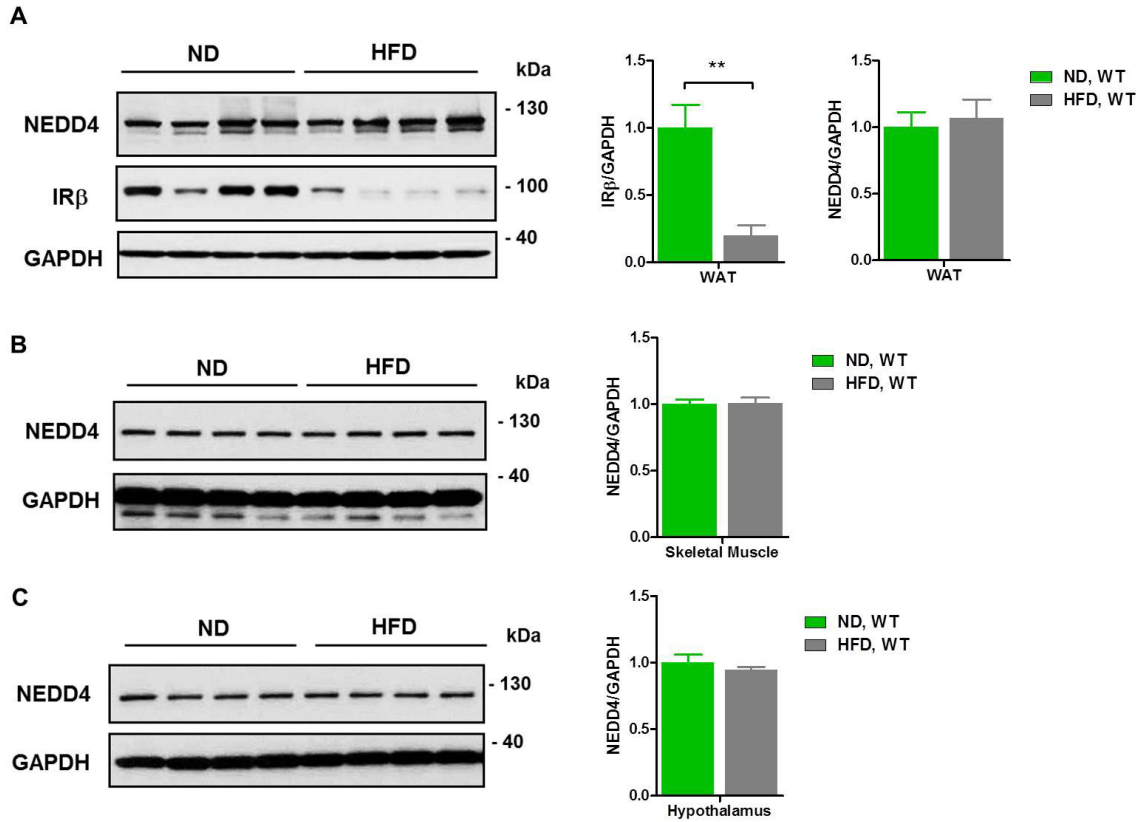 A
ND HFD
kDa
NEDD4
- 130
IRβ
- 100
GAPDH
- 40
1.5
1.0
0.5
0.0
IRβ/GAPDH
**
WAT
1.5
1.0
0.5
0.0
NEDD4/GAPDH
WAT
ND, WT
HFD, WT
B
ND HFD
kDa
NEDD4
- 130
GAPDH
- 40
1.5
1.0
0.5
0.0
NEDD4/GAPDH
Skeletal Muscle
ND, WT
HFD, WT
C
ND HFD
kDa
NEDD4
- 130
GAPDH
- 40
1.5
1.0
0.5
0.0
NEDD4/GAPDH
Hypothalamus
ND, WT
HFD, WT